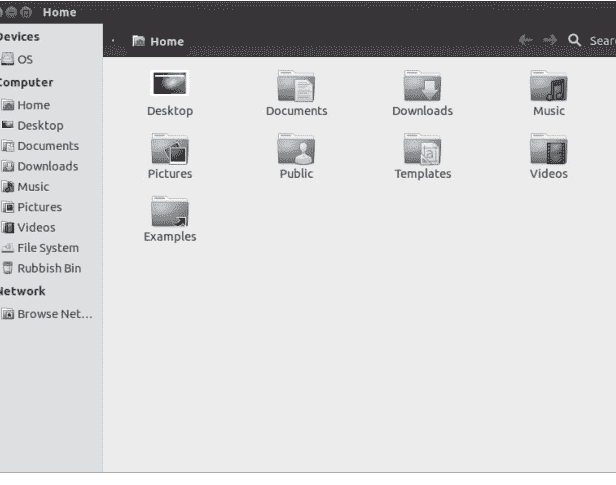 Home
Devices
OS
Computer
Home
Desktop
Documents
Downloads
Music
Pictures
Videos
File System
Rubbish Bin
Network
Browse Net...
Home
Sear
Desktop Documents Downloads Music
Pictures Public Templates Videos
Examples